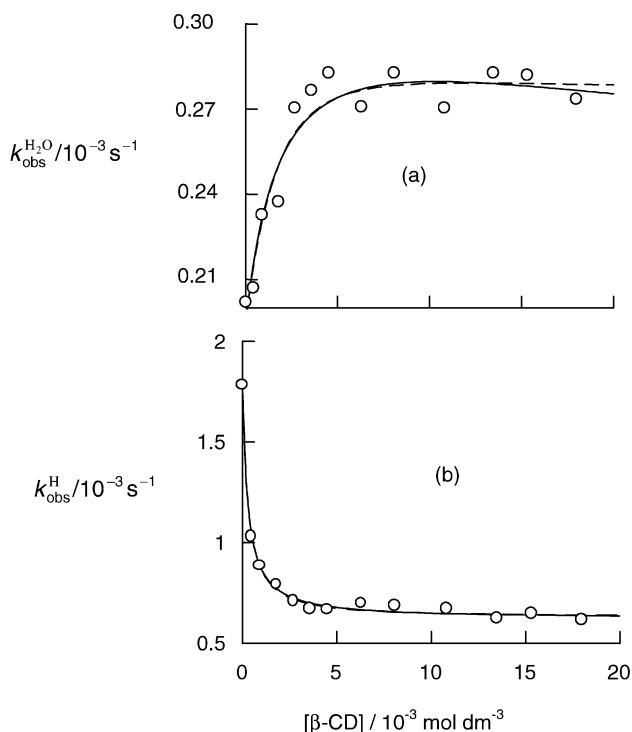 0.30
0.27
k_obs^H₂O/10⁻³ s⁻¹
(a)
0.24
0.21
2
1.5
k_obs^H/10⁻³ s⁻¹
(b)
1
0.5
0 5 10 15 20
[β-CD] / 10⁻³ mol dm⁻³